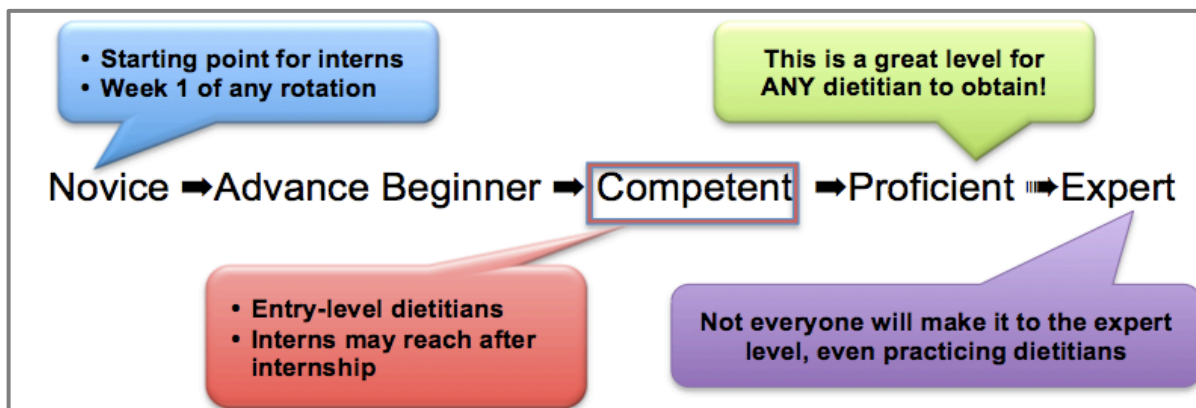 • Starting point for interns
• Week 1 of any rotation
This is a great level for
ANY dietitian to obtain!
Novice ➡Advance Beginner ➡ Competent ➡Proficient ➡Expert
• Entry-level dietitians
• Interns may reach after
internship
Not everyone will make it to the expert
level, even practicing dietitians